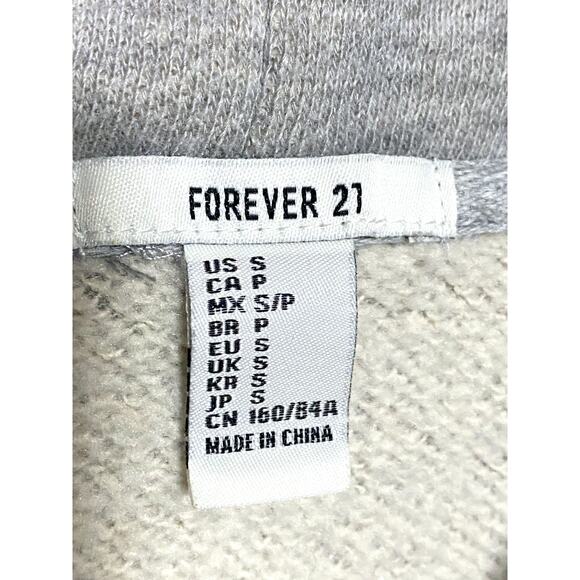 FOREVER 21
US S
CA P
MX S/P
BR P
EU S
UK S
KR S
JP S
CN 160/84A
MADE IN CHINA